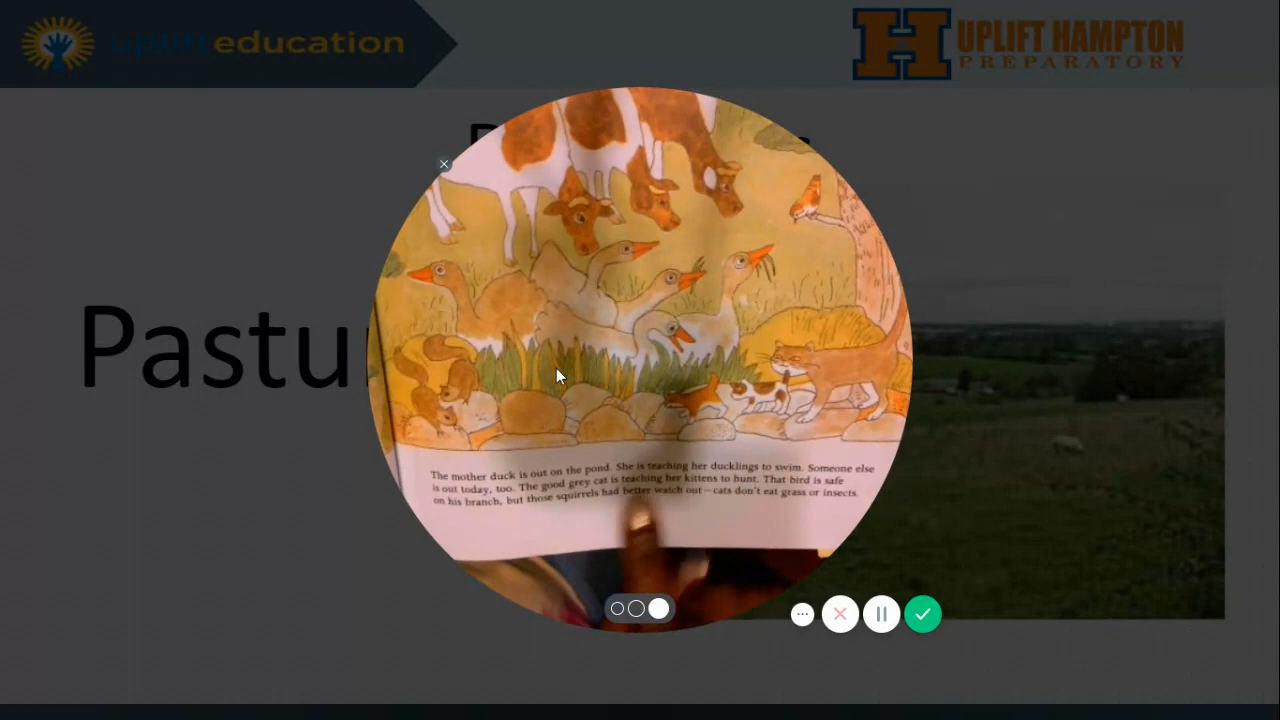 uplift education
H UPLIFT HAMPTON
PREPARATORY
Pastu
The mother duck is out on the pond. She is teaching her ducklings to swim. Someone else
is out today, too. The good grey cat is teaching her kittens to hunt. That bird is safe
on his branch, but those squirrels had better watch out—cats don't eat grass or insects.